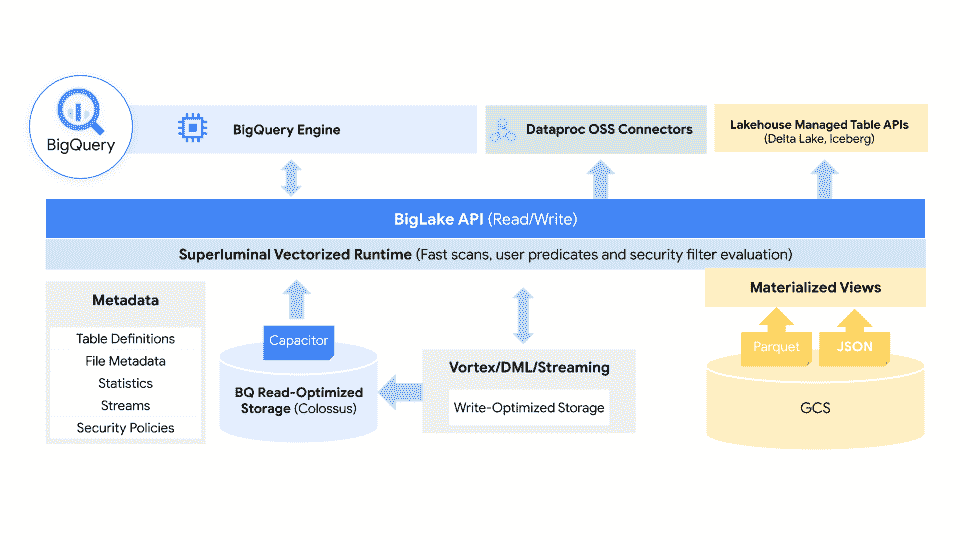 BigQuery
BigQuery Engine
Dataproc OSS Connectors
Lakehouse Managed Table APIs
(Delta Lake, Iceberg)
BigLake API (Read/Write)
Superluminal Vectorized Runtime (Fast scans, user predicates and security filter evaluation)
Metadata
Table Definitions
File Metadata
Statistics
Streams
Security Policies
Capacitor
BQ Read-Optimized
Storage (Colossus)
Vortex/DML/Streaming
Write-Optimized Storage
Materialized Views
Parquet
JSON
GCS